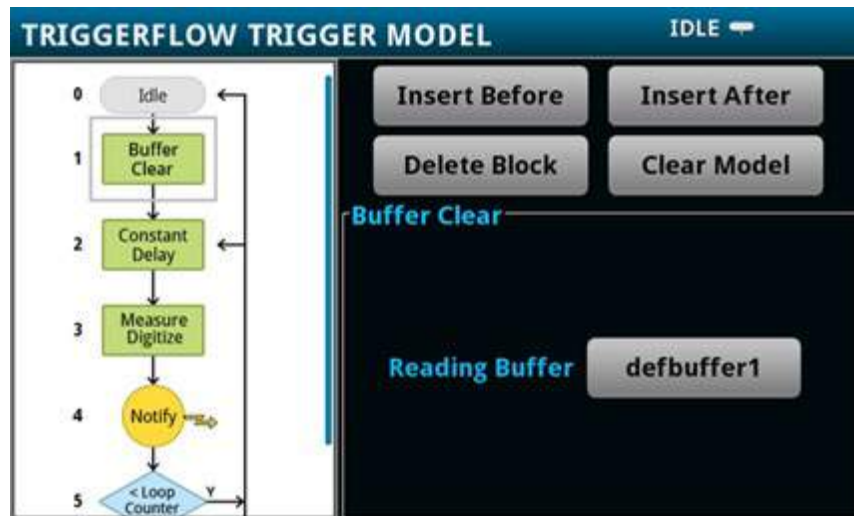 TRIGGERFLOW TRIGGER MODEL
IDLE
0
Idle
1
Buffer
Clear
2
Constant
Delay
3
Measure
Digitize
4
Notify
5
< Loop
Counter
Y
Insert Before
Insert After
Delete Block
Clear Model
Buffer Clear
Reading Buffer
defbuffer1